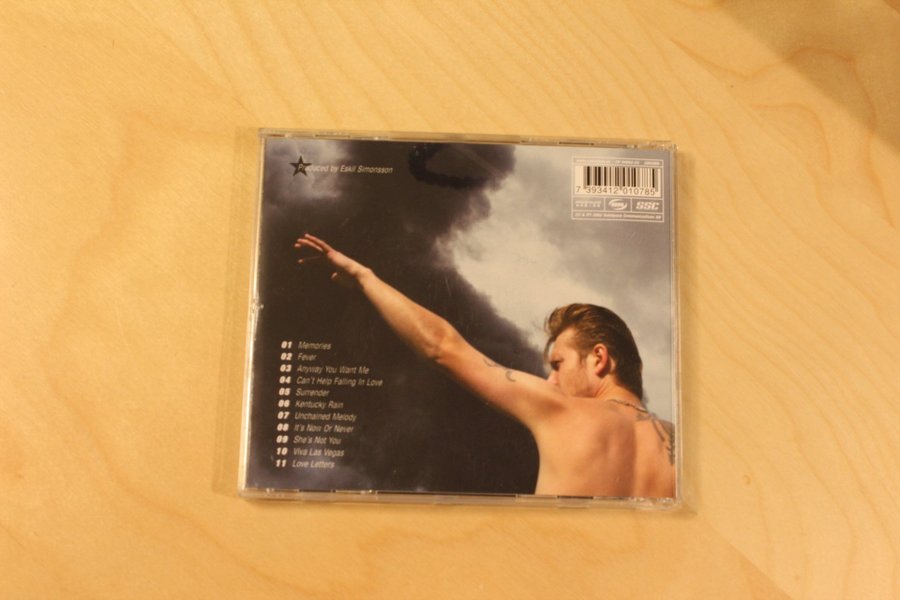 Produced by Eskil Simonsson
7 393412 010785
SSC
01 Memories
02 Fever
03 Anyway You Want Me
04 Can't Help Falling In Love
05 Surrender
06 Kentucky Rain
07 Unchained Melody
08 It's Now Or Never
09 She's Not You
10 Viva Las Vegas
11 Love Letters